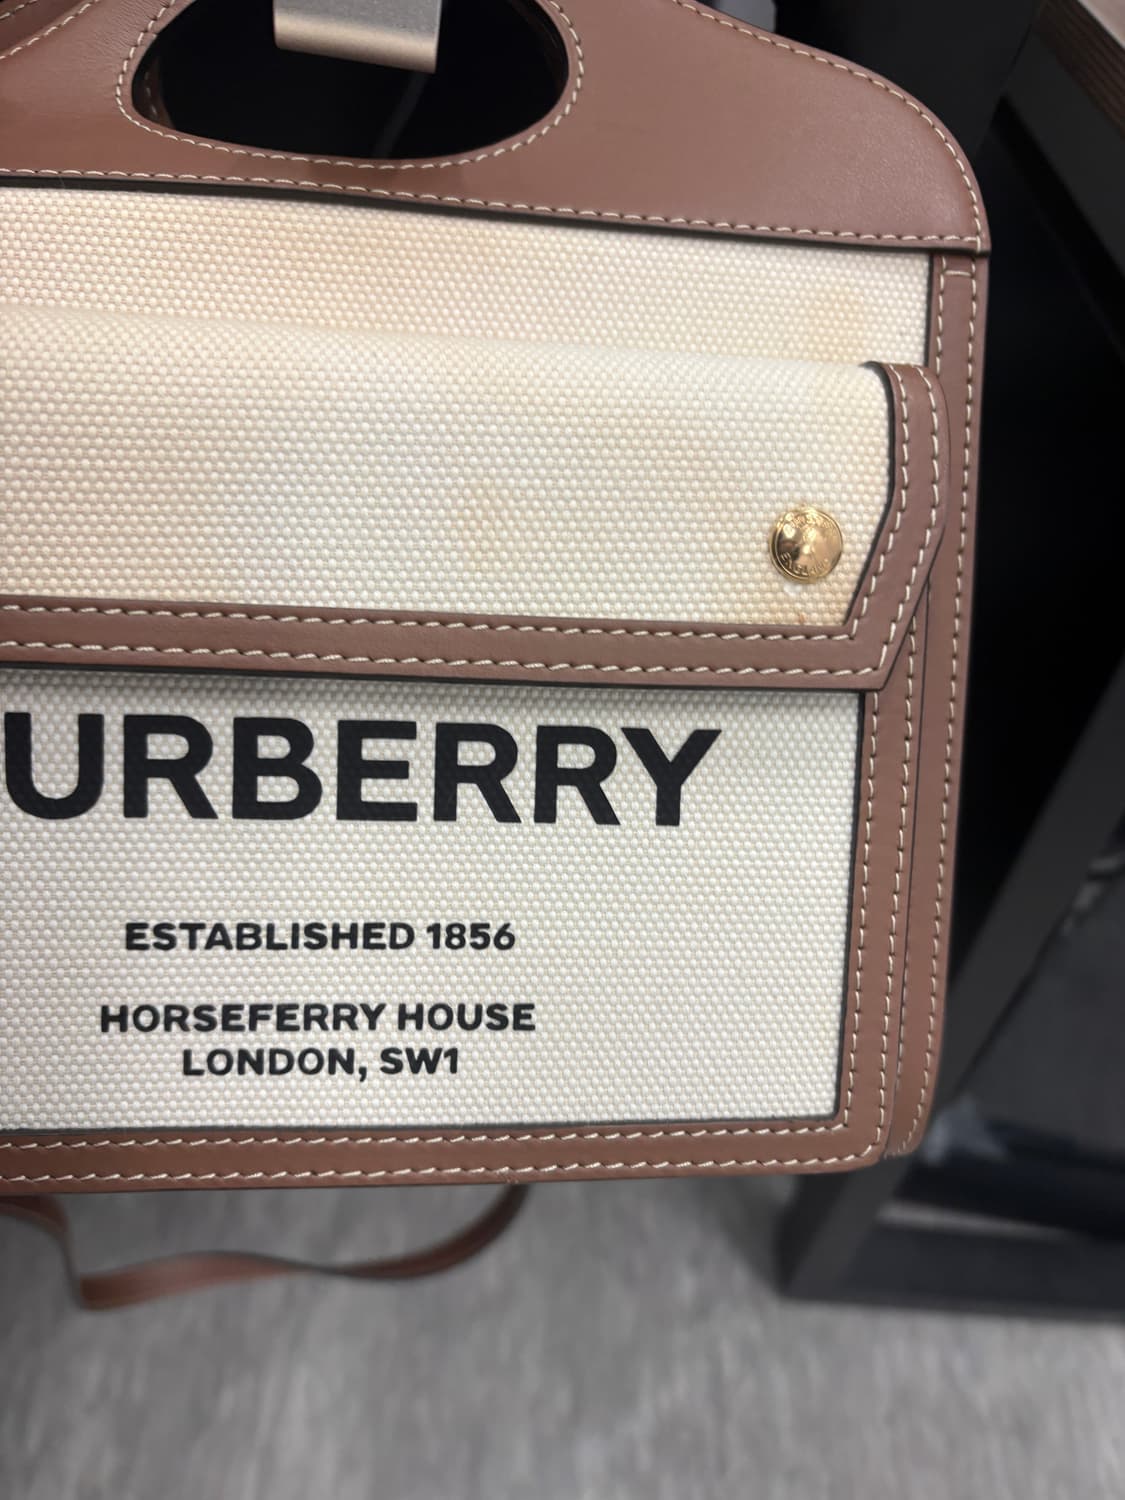 URBERRY
ESTABLISHED 1856
HORSEFERRY HOUSE
LONDON, SW1